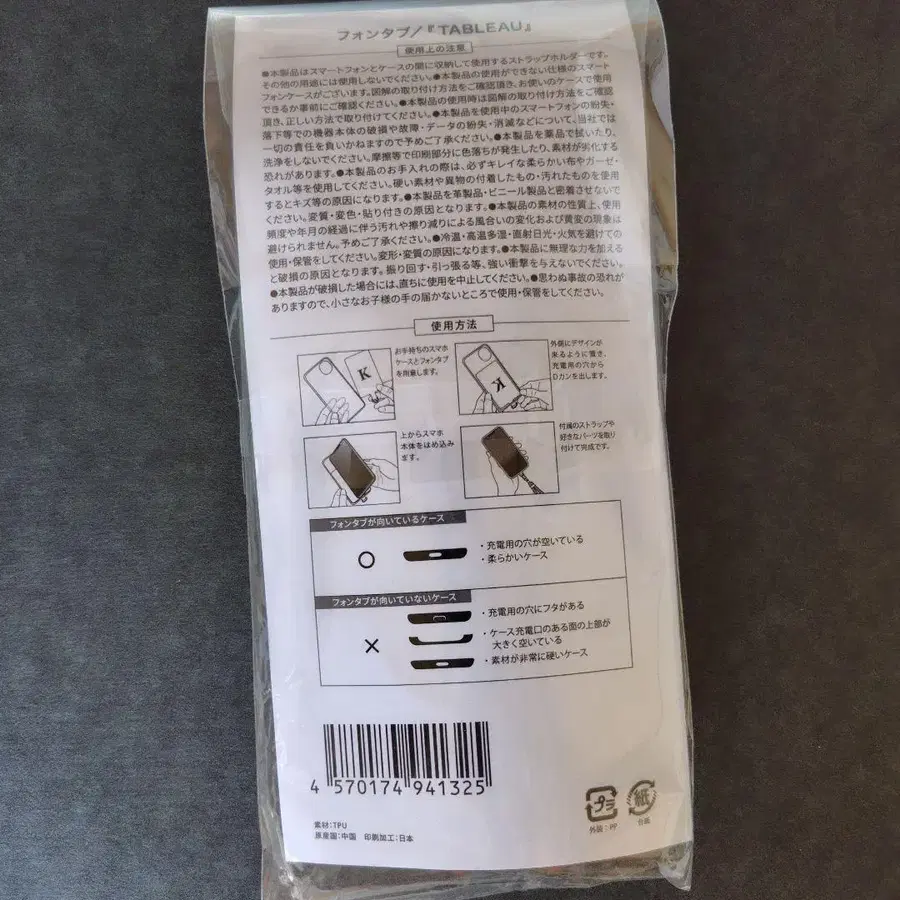 フォンタブ/『TABLEAU』
使用上の注意
●本製品はスマートフォンとケースの間に収納して使用するストラップホルダーです。
その他の用途には使用しないでください。●本製品の使用ができない仕様のスマート
フォンケースがございます。図解の取り付け方法をご確認頂き、お使いのケースで使用
できるか事前にご確認ください。●本製品の使用時は図解の取り付け方法をご確認
頂き、正しい方法で取り付けてください。●本製品を使用中のスマートフォンの紛失・
落下等での機器本体の破損や故障・データの紛失・消滅などについて、当社では
一切の責任を負いかねますので予めご了承ください。●本製品を薬品で拭いたり、
洗浄をしないでください。摩擦等で印刷部分に色落ちが発生したり、素材が劣化する
恐れがあります。●本製品のお手入れの際は、必ずキレイな柔らかい布やガーゼ・
タオル等を使用してください。硬い素材や異物の付着したもの・汚れたものを使用
するとキズ等の原因になります。●本製品を革製品・ビニール製品と密着させないで
ください。変質・変色・貼り付きの原因となります。●本製品の素材の性質上、使用
頻度や年月の経過に伴う汚れや擦り減りによる風合いの変化および黄変の現象は
避けられません。予めご了承ください。●冷温・高温多湿・直射日光・火気を避けての
使用・保管をしてください。変形・変質の原因になります。●本製品に無理な力を加える
と破損の原因となります。振り回す・引っ張る等、強い衝撃を与えないでください。
●本製品が破損した場合には、直ちに使用を中止してください。●思わぬ事故の恐れが
ありますので、小さなお子様の手の届かないところで使用・保管をしてください。
使用方法
お手持ちのスマホ
ケースとフォンタブ
を用意します。
K
外側にデザインが
来るように置き、
充電用の穴から
Dカンを出します。
K
上からスマホ
本体をはめ込み
ます。
付属のストラップや
好きなパーツを取り
付けて完成です。
フォンタブが向いているケース
○
・充電用の穴が空いている
・柔らかいケース
フォンタブが向いていないケース
×
・充電用の穴にフタがある
・ケース充電口のある面の上部が
大きく空いている
・素材が非常に硬いケース
4 570174 941325
素材:TPU
原産国:中国 印刷加工:日本
プラ
外装:PP
紙
台紙